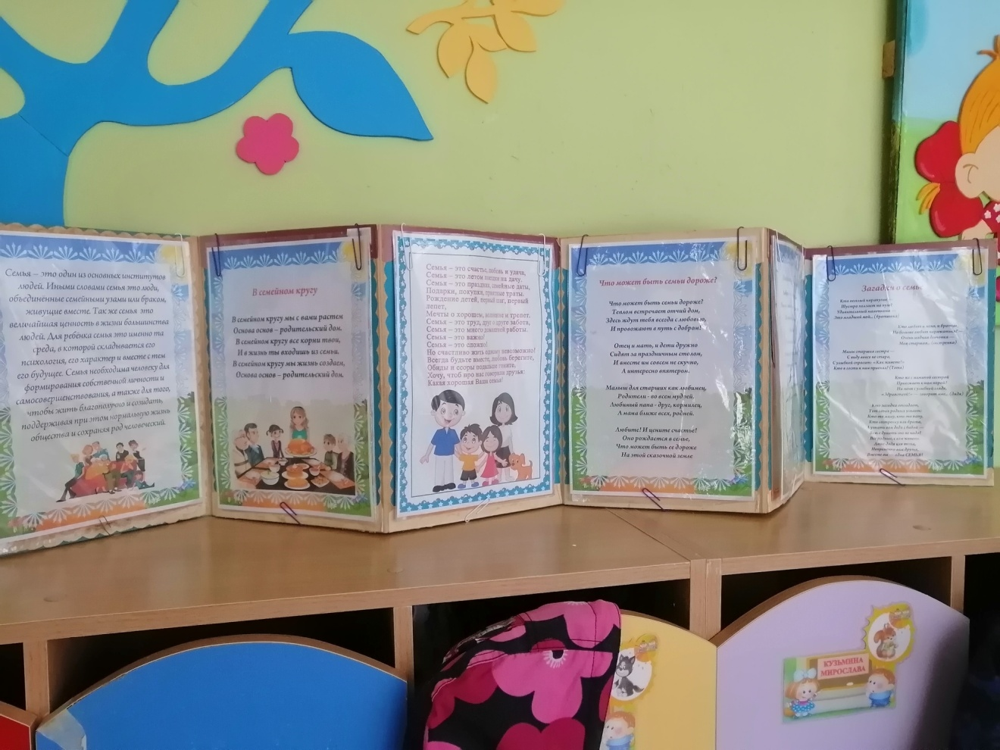 Семья – это один из основных институтов
людей. Иными словами семья это люди,
объединённые семейными узами или браком,
живущие вместе. Так же семья это
величайшая ценность в жизни большинства
людей. Для ребёнка семья это именно та
среда, в которой складывается его
психология, его характер и вместе с тем
его будущее. Семья необходима человеку для
формирования собственной личности и
самосовершенствования, а также для того,
чтобы жить благополучно и созидать,
поддерживая при этом нормальную жизнь
общества и сохраняя род человеческий.
В семейном кругу
В семейном кругу мы с вами растем
Основа основ – родительский дом.
В семейном кругу все корни твои,
И в жизнь ты входишь из семьи.
В семейном кругу мы жизнь создаем,
Основа основ – родительский дом.
Семья – это счастье, любовь и удача,
Семья – это летом поездки на дачу.
Семья – это праздник, семейные даты,
Подарки, покупки, приятные траты.
Рождение детей, первый шаг, первый
лепет,
Мечты о хорошем, волнение и трепет.
Семья – это труд, друг о друге забота,
Семья – это много домашней работы.
Семья – это важно!
Семья – это сложно!
Но счастливо жить одному невозможно!
Всегда будьте вместе, любовь берегите,
Обиды и ссоры подальше гоните,
Хочу, чтоб про вас говорили друзья:
Какая хорошая Ваша семья!
Что может быть семьи дороже?
Что может быть семьи дороже?
Теплом встречает отчий дом,
Здесь ждут тебя всегда с любовью,
И провожают в путь с добром!
Отец и мать, и дети дружно
Сидят за праздничным столом,
И вместе им совсем не скучно,
А интересно впятером.
Малыш для старших как любимец,
Родители - во всем мудрей,
Любимый папа - друг, кормилец,
А мама ближе всех, родней.
Любите! И цените счастье!
Оно рождается в семье,
Что может быть ее дороже
На этой сказочной земле
Загадки о семье
Кто веселый карапузик –
Шустро ползает на пузе?
Удивительный мальчишка –
Это младший мой... (братишка)
Кто любит и меня, и братца,
Но больше любит наряжаться? –
Очень модная девчонка –
Моя старшая.. (сестренка)
Мамы старшая сестра –
С виду вовсе не стара,
С улыбкой спросит: «Как живете?»
Кто в гости к нам приехал? (Тетя)
Кто же с маминой сестрой
Приезжает к нам порой?
На меня с улыбкой глядя,
«Здравствуй!» – говорит мне.. (дядя)
КУЗЬМИНА
МИРОСЛАВА